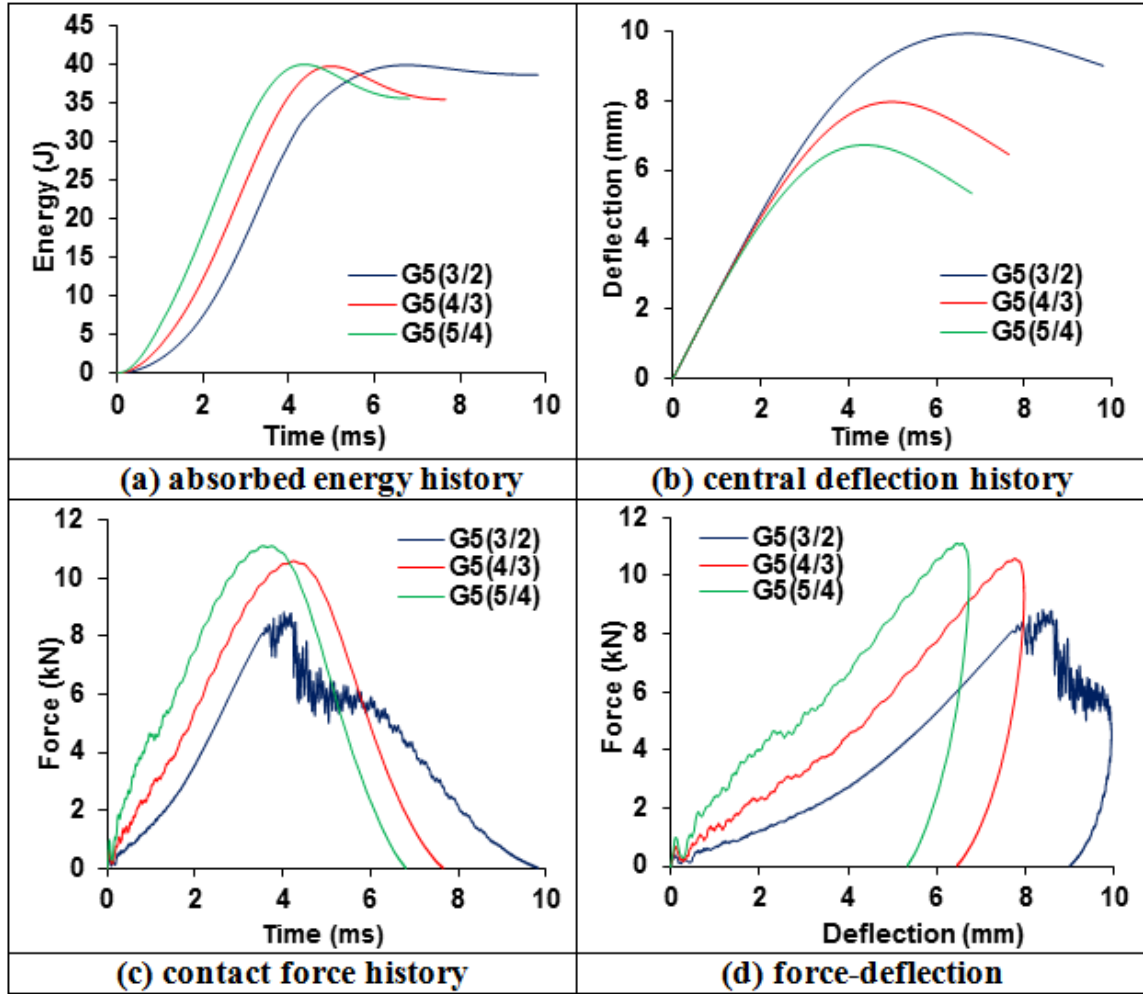 45
40
35
30
25
20
15
10
5
0
Energy (J)
G5(3/2)
G5(4/3)
G5(5/4)
0 2 4 6 8 10
Time (ms)
(a) absorbed energy history
10
8
6
4
2
0
Deflection (mm)
G5(3/2)
G5(4/3)
G5(5/4)
0 2 4 6 8 10
Time (ms)
(b) central deflection history
12
10
8
6
4
2
0
Force (kN)
G5(3/2)
G5(4/3)
G5(5/4)
0 2 4 6 8 10
Time (ms)
(c) contact force history
12
10
8
6
4
2
0
Force (kN)
G5(3/2)
G5(4/3)
G5(5/4)
0 2 4 6 8 10
Deflection (mm)
(d) force-deflection